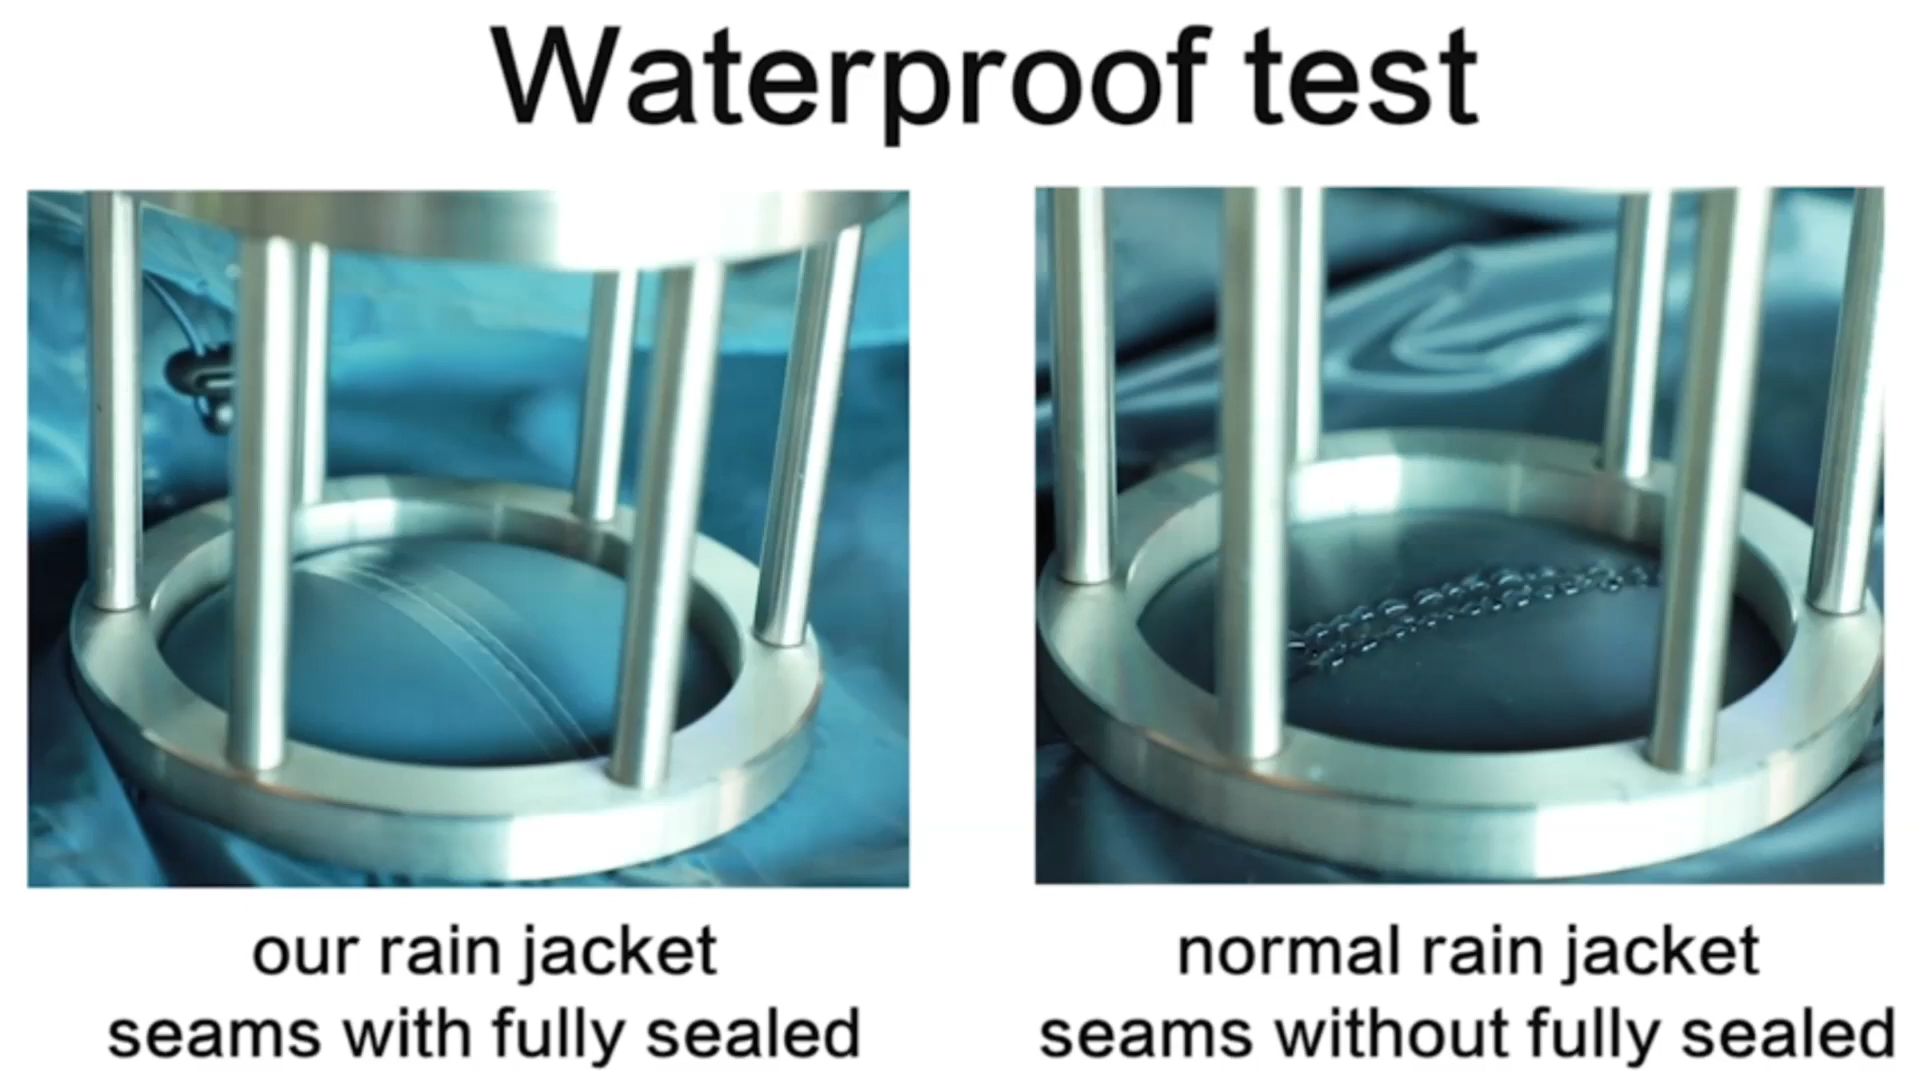 Waterproof test
our rain jacket
seams with fully sealed
normal rain jacket
seams without fully sealed